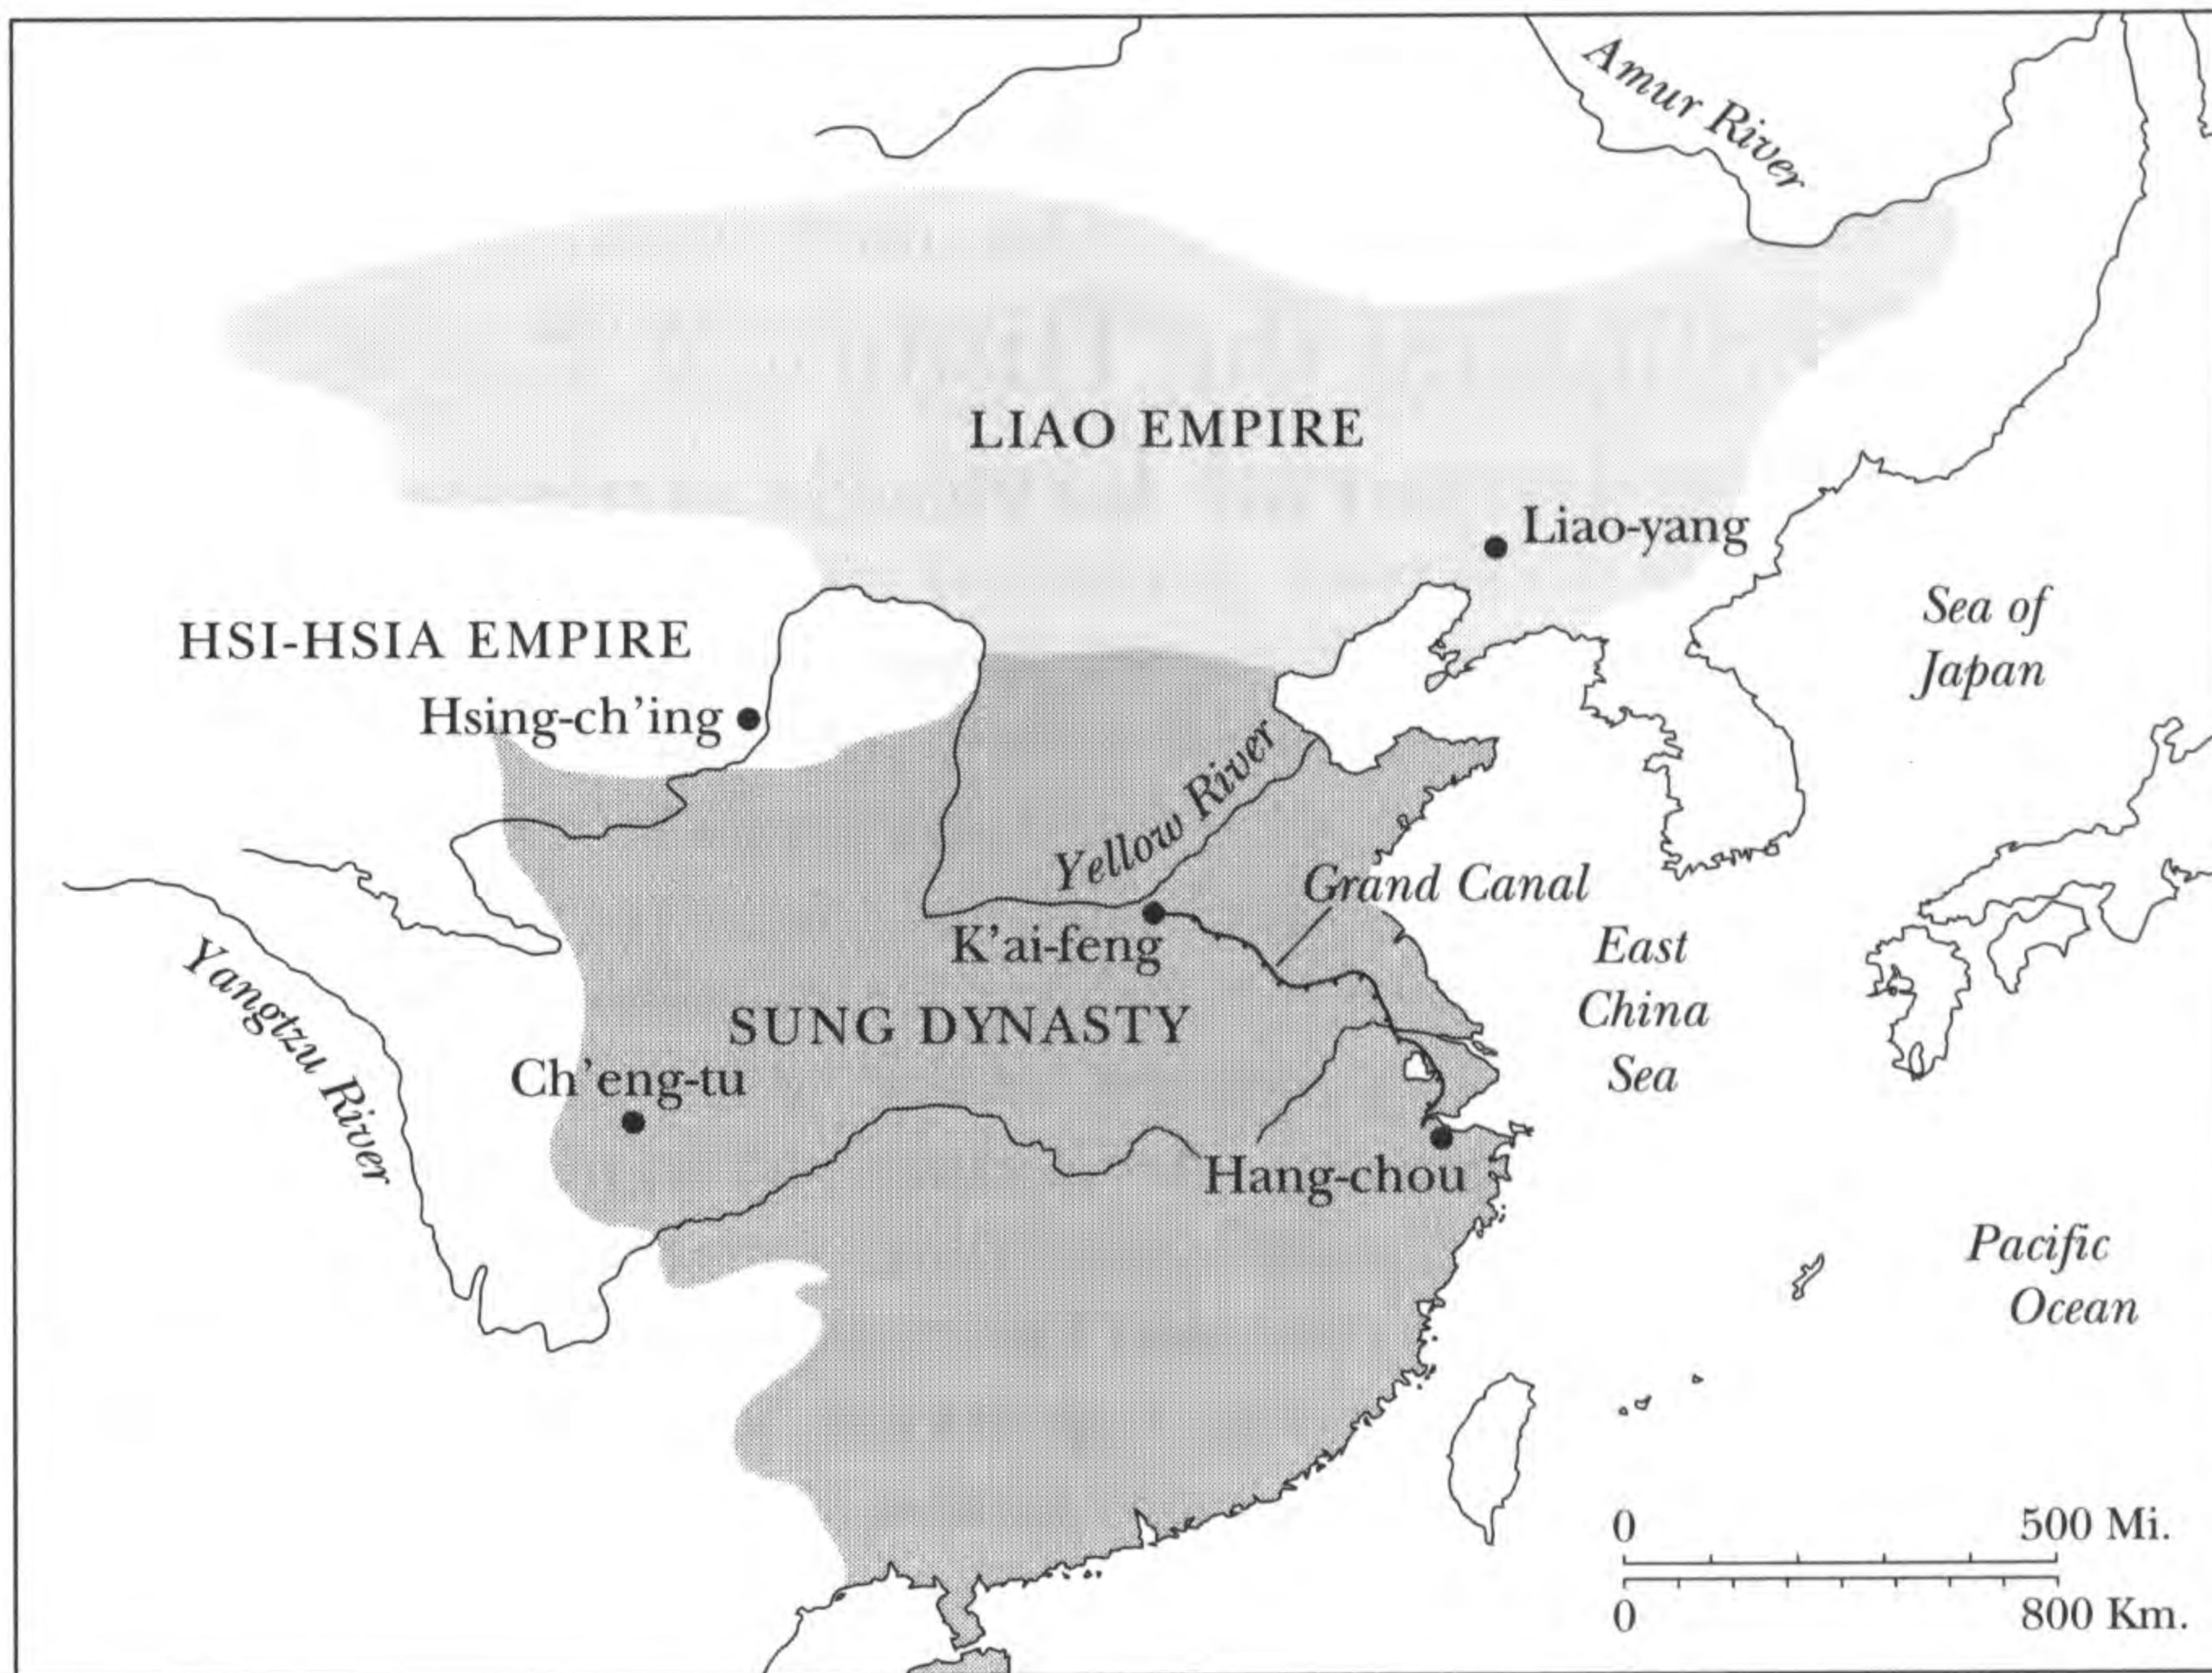 Amur River
LIAO EMPIRE
Liao-yang
Sea of
Japan
HSI-HSIA EMPIRE
Hsing-ch’ing
Yellow River
Grand Canal
K’ai-feng
East
China
Sea
Yangtzu River
SUNG DYNASTY
Ch’eng-tu
Hang-chou
Pacific
Ocean
0 500 Mi.
0 800 Km.